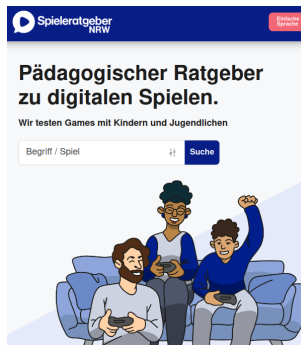 Spieleratgeber
NRW
Einfache
Sprache
Pädagogischer Ratgeber
zu digitalen Spielen.
Wir testen Games mit Kindern und Jugendlichen
Begriff / Spiel
Suche